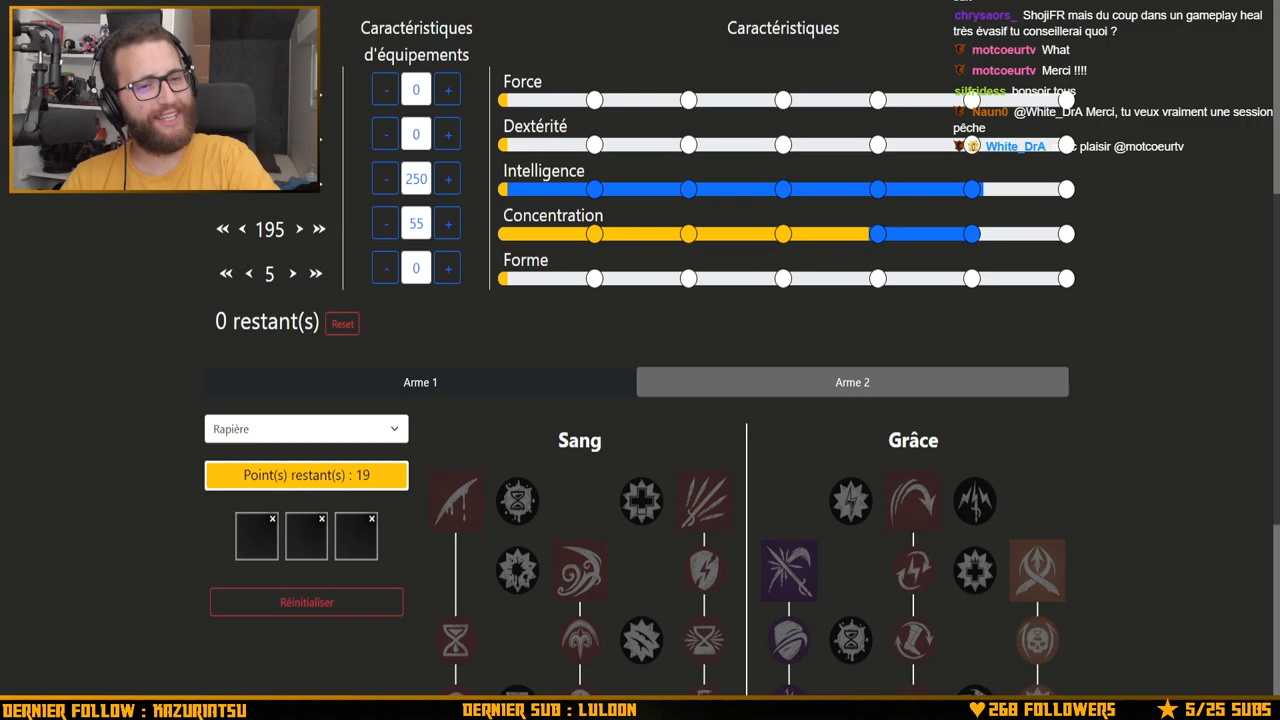 Caractéristiques
d'équipements
Caractéristiques
chrysaors_ ShojiFR mais du coup dans un gameplay heal
très évasif tu conseillerai quoi ?
motcoeurtv What
motcoeurtv Merci !!!!
silfridess bonsoir tous
Naun0 @White_DrA Merci, tu veux vraiment une session
pêche
White_DrA plaisir @motcoeurtv
- 0 + Force
- 0 + Dextérité
- 250 + Intelligence
195 - 55 + Concentration
5 - 0 + Forme
0 restant(s) Reset
Arme 1 Arme 2
Rapière
Sang Grâce
Point(s) restant(s) : 19
x x x
Réinitialiser
DERNIER FOLLOW : KAZURIATSU
DERNIER SUB : LULOON
268 FOLLOWERS
5/25 SUBS